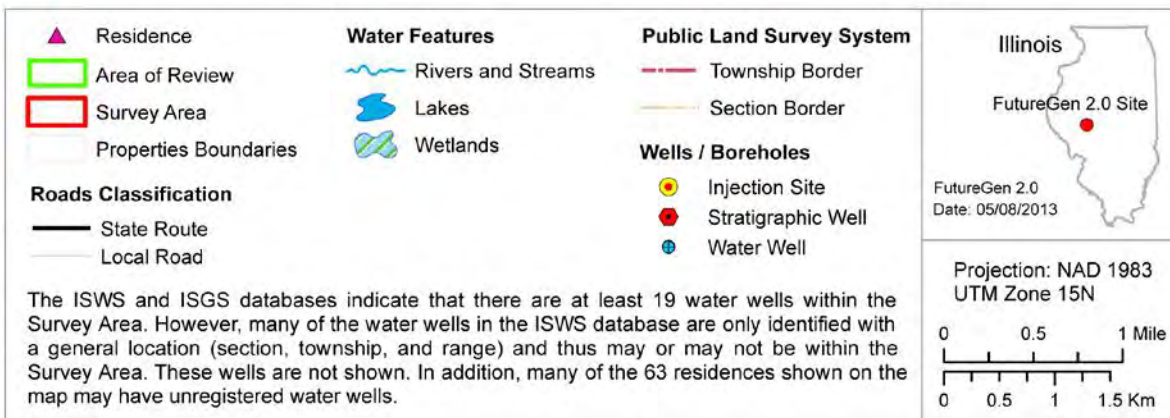 Residence
Area of Review
Survey Area
Properties Boundaries
Roads Classification
State Route
Local Road
Water Features
Rivers and Streams
Lakes
Wetlands
Public Land Survey System
Township Border
Section Border
Wells / Boreholes
Injection Site
Stratigraphic Well
Water Well
The ISWS and ISGS databases indicate that there are at least 19 water wells within the
Survey Area. However, many of the water wells in the ISWS database are only identified with
a general location (section, township, and range) and thus may or may not be within the
Survey Area. These wells are not shown. In addition, many of the 63 residences shown on the
map may have unregistered water wells.
Illinois
FutureGen 2.0 Site
FutureGen 2.0
Date: 05/08/2013
Projection: NAD 1983
UTM Zone 15N
0 0.5 1 Mile
0 0.5 1 1.5 Km